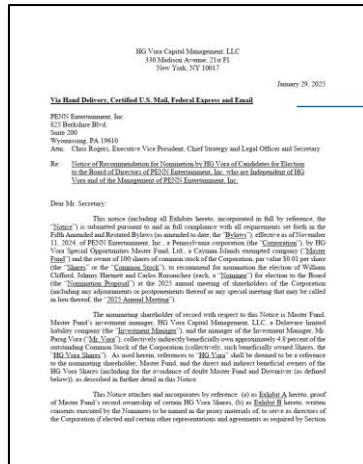 HG Vora Capital Management, LLC
330 Madison Avenue, 21st Fl.
New York, NY 10017
January 29, 2025
Via Hand Delivery, Certified U.S. Mail, Federal Express and Email
PENN Entertainment, Inc.
825 Berkshire Blvd.
Suite 200
Wyomissing, PA 19610
Attn: Chris Rogers, Executive Vice President, Chief Strategy and Legal Officer and Secretary
Re: Notice of Recommendation for Nomination by HG Vora of Candidates for Election
to the Board of Directors of PENN Entertainment, Inc. who are Independent of HG
Vora and of the Management of PENN Entertainment, Inc.
Dear Mr. Secretary:
This notice (including all Exhibits hereto, incorporated in full by reference, the
"Notice") is submitted pursuant to and in full compliance with all requirements set forth in the
Fifth Amended and Restated Bylaws (as amended to date, the "Bylaws"), effective as of November
11, 2024, of PENN Entertainment, Inc., a Pennsylvania corporation (the "Corporation"), by HG
Vora Special Opportunities Master Fund, Ltd., a Cayman Islands exempted company ("Master
Fund") and the owner of 100 shares of common stock of the Corporation, par value $0.01 per share
(the "Shares" or the "Common Stock"), to recommend for nomination the election of William
Clifford, Johnny Hartnett and Carlos Ruisanchez (each, a "Nominee") for election to the Board
(the "Nomination Proposal") at the 2025 annual meeting of shareholders of the Corporation
(including any adjournments or postponements thereof or any special meeting that may be called
in lieu thereof, the "2025 Annual Meeting").
The nominating shareholder of record with respect to this Notice is Master Fund.
Master Fund's investment manager, HG Vora Capital Management, LLC, a Delaware limited
liability company (the "Investment Manager"), and the manager of the Investment Manager, Mr.
Parag Vora ("Mr. Vora"), collectively indirectly beneficially own approximately 4.8 percent of the
outstanding Common Stock of the Corporation (collectively, such beneficially owned Shares, the
"HG Vora Shares"). As used herein, references to "HG Vora" shall be deemed to be a reference
to the nominating shareholder, Master Fund, and the direct and indirect beneficial owners of the
HG Vora Shares (including for the avoidance of doubt Master Fund and Downriver (as defined
below)), as described in further detail in this Notice.
This Notice attaches and incorporates by reference: (a) as Exhibit A hereto, proof
of Master Fund's record ownership of certain HG Vora Shares, (b) as Exhibit B hereto, written
consents executed by the Nominees to be named in the proxy materials of, to serve as directors of
the Corporation if elected and certain other representations and agreements as required by Section